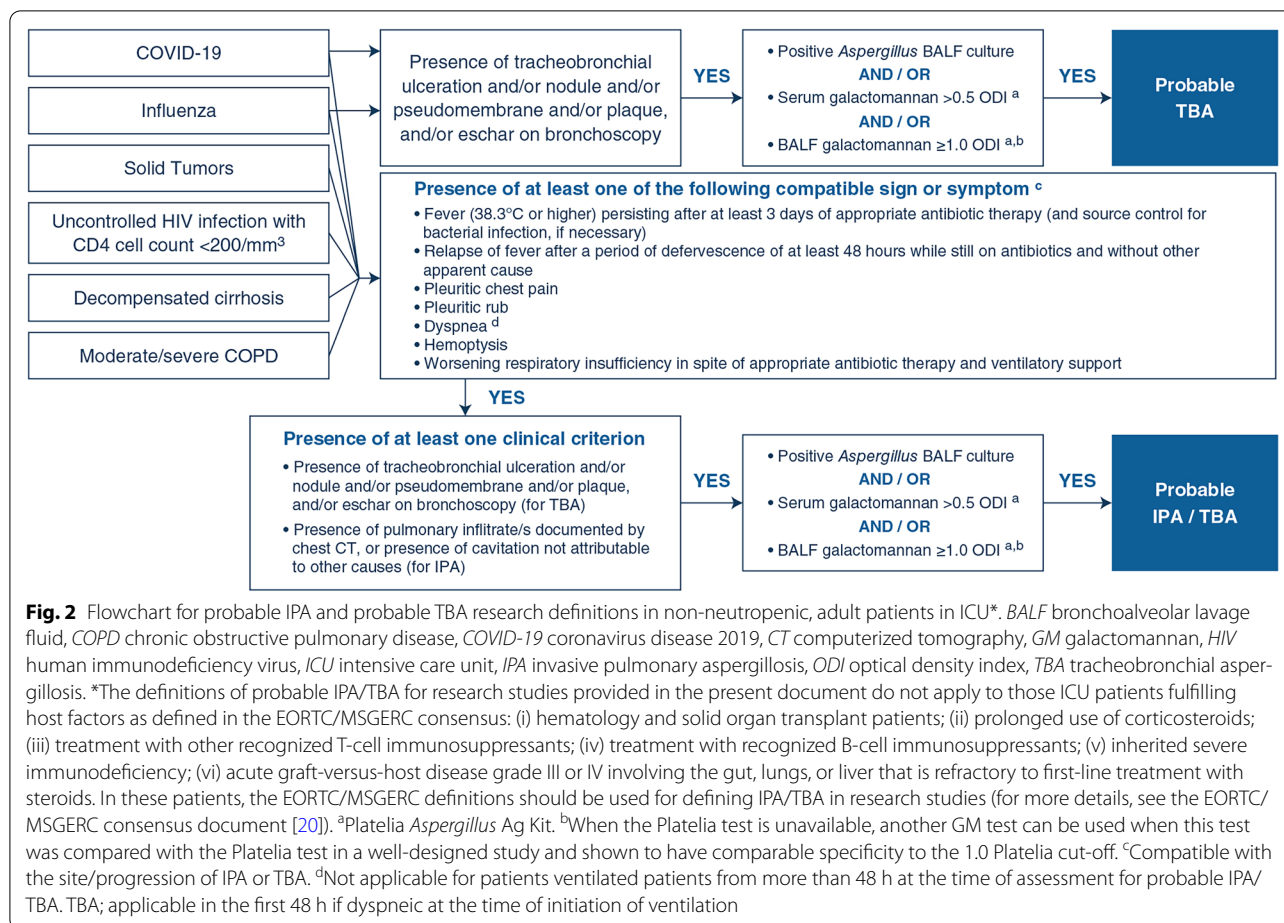 COVID-19
Influenza
Solid Tumors
Uncontrolled HIV infection with
CD4 cell count <200/mm³
Decompensated cirrhosis
Moderate/severe COPD
Presence of tracheobronchial
ulceration and/or nodule and/or
pseudomembrane and/or plaque,
and/or eschar on bronchoscopy
YES
• Positive Aspergillus BALF culture
AND / OR
• Serum galactomannan >0.5 ODI ª
AND / OR
• BALF galactomannan ≥1.0 ODI ª,ᵇ
YES
Probable
TBA
Presence of at least one of the following compatible sign or symptom ᶜ
• Fever (38.3°C or higher) persisting after at least 3 days of appropriate antibiotic therapy (and source control for
bacterial infection, if necessary)
• Relapse of fever after a period of defervescence of at least 48 hours while still on antibiotics and without other
apparent cause
• Pleuritic chest pain
• Pleuritic rub
• Dyspnea ᵈ
• Hemoptysis
• Worsening respiratory insufficiency in spite of appropriate antibiotic therapy and ventilatory support
YES
Presence of at least one clinical criterion
• Presence of tracheobronchial ulceration and/or
nodule and/or pseudomembrane and/or plaque,
and/or eschar on bronchoscopy (for TBA)
• Presence of pulmonary inflitrate/s documented by
chest CT, or presence of cavitation not attributable
to other causes (for IPA)
YES
• Positive Aspergillus BALF culture
AND / OR
• Serum galactomannan >0.5 ODI ª
AND / OR
• BALF galactomannan ≥1.0 ODI ª,ᵇ
YES
Probable
IPA / TBA
Fig. 2 Flowchart for probable IPA and probable TBA research definitions in non-neutropenic, adult patients in ICU*. BALF bronchoalveolar lavage
fluid, COPD chronic obstructive pulmonary disease, COVID-19 coronavirus disease 2019, CT computerized tomography, GM galactomannan, HIV
human immunodeficiency virus, ICU intensive care unit, IPA invasive pulmonary aspergillosis, ODI optical density index, TBA tracheobronchial asper-
gillosis. *The definitions of probable IPA/TBA for research studies provided in the present document do not apply to those ICU patients fulfilling
host factors as defined in the EORTC/MSGERC consensus: (i) hematology and solid organ transplant patients; (ii) prolonged use of corticosteroids;
(iii) treatment with other recognized T-cell immunosuppressants; (iv) treatment with recognized B-cell immunosuppressants; (v) inherited severe
immunodeficiency; (vi) acute graft-versus-host disease grade III or IV involving the gut, lungs, or liver that is refractory to first-line treatment with
steroids. In these patients, the EORTC/MSGERC definitions should be used for defining IPA/TBA in research studies (for more details, see the EORTC/
MSGERC consensus document [20]). ªPlatelia Aspergillus Ag Kit. ᵇWhen the Platelia test is unavailable, another GM test can be used when this test
was compared with the Platelia test in a well-designed study and shown to have comparable specificity to the 1.0 Platelia cut-off. ᶜCompatible with
the site/progression of IPA or TBA. ᵈNot applicable for patients ventilated patients from more than 48 h at the time of assessment for probable IPA/
TBA. TBA; applicable in the first 48 h if dyspneic at the time of initiation of ventilation